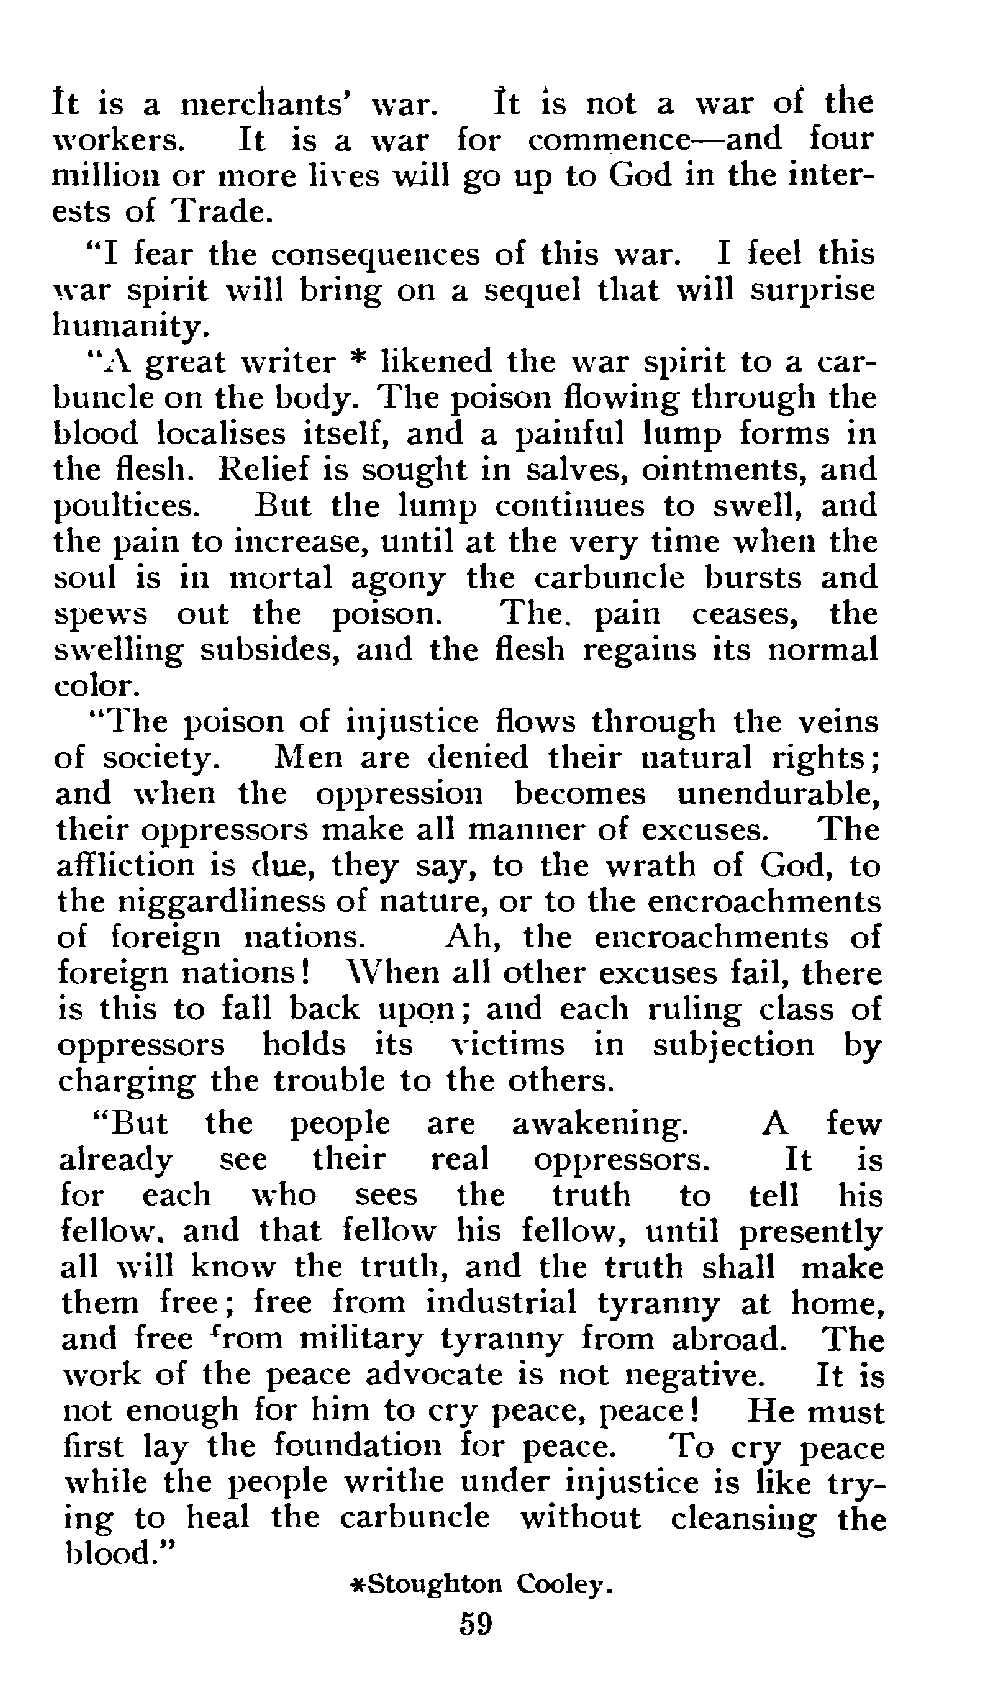 It is a merchants' war. It is not a war of the
workers. It is a war for commence—and four
million or more lives will go up to God in the inter-
ests of Trade.
"I fear the consequences of this war. I feel this
war spirit will bring on a sequel that will surprise
humanity.
"A great writer * likened the war spirit to a car-
buncle on the body. The poison flowing through the
blood localises itself, and a painful lump forms in
the flesh. Relief is sought in salves, ointments, and
poultices. But the lump continues to swell, and
the pain to increase, until at the very time when the
soul is in mortal agony the carbuncle bursts and
spews out the poison. The. pain ceases, the
swelling subsides, and the flesh regains its normal
color.
"The poison of injustice flows through the veins
of society. Men are denied their natural rights;
and when the oppression becomes unendurable,
their oppressors make all manner of excuses. The
affliction is due, they say, to the wrath of God, to
the niggardliness of nature, or to the encroachments
of foreign nations. Ah, the encroachments of
foreign nations! When all other excuses fail, there
is this to fall back upon; and each ruling class of
oppressors holds its victims in subjection by
charging the trouble to the others.
"But the people are awakening. A few
already see their real oppressors. It is
for each who sees the truth to tell his
fellow. and that fellow his fellow, until presently
all will know the truth, and the truth shall make
them free; free from industrial tyranny at home,
and free from military tyranny from abroad. The
work of the peace advocate is not negative. It is
not enough for him to cry peace, peace! He must
first lay the foundation for peace. To cry peace
while the people writhe under injustice is like try-
ing to heal the carbuncle without cleansing the
blood."
*Stoughton Cooley.
59